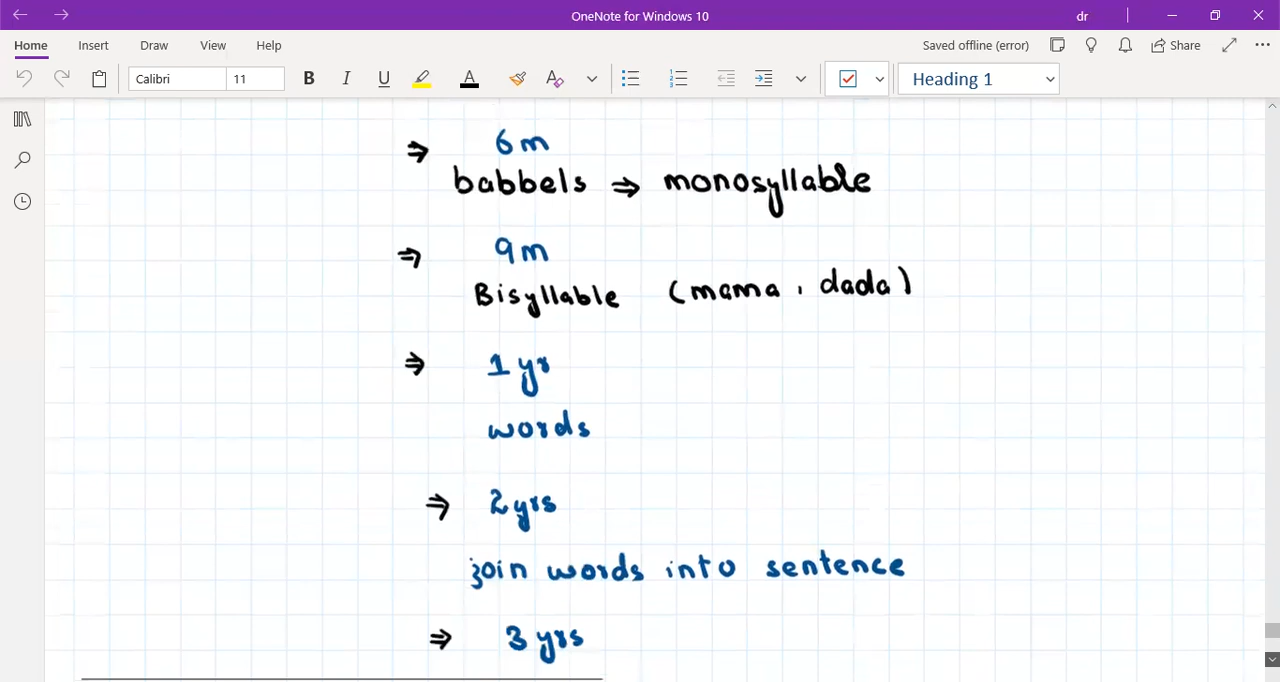 OneNote for Windows 10
dr
Home Insert Draw View Help
Saved offline (error)
Share
Calibri 11 B I U A A Heading 1
⇒ 6m
babbels ⇒ monosyllable
⇒ 9m
Bisyllable (mama, dada)
⇒ 1 yr
words
⇒ 2 yrs
join words into sentence
⇒ 3 yrs